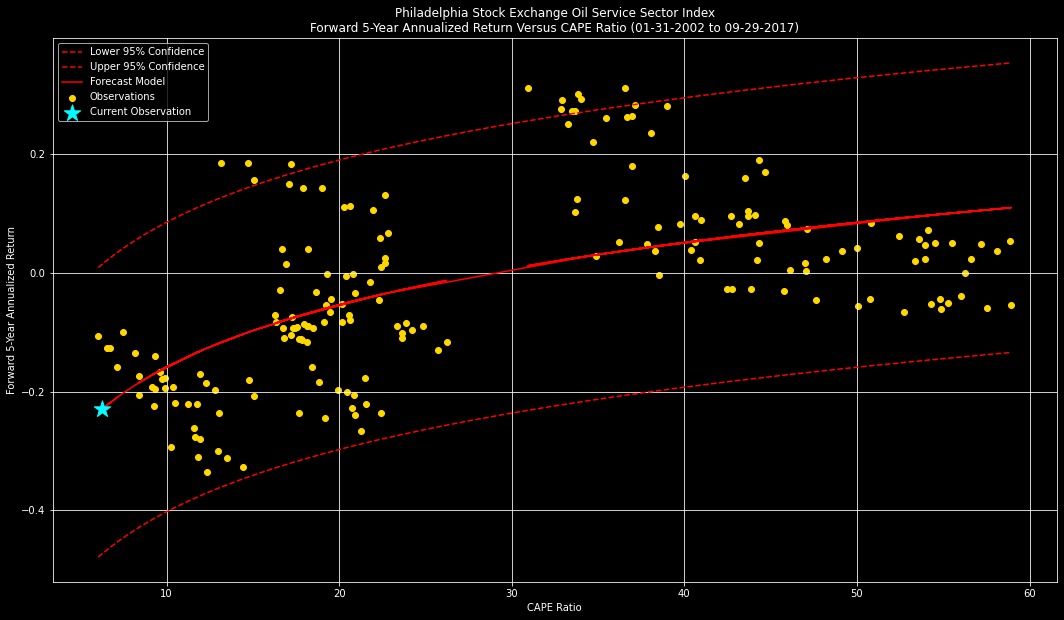 Philadelphia Stock Exchange Oil Service Sector Index
Forward 5-Year Annualized Return Versus CAPE Ratio (01-31-2002 to 09-29-2017)
Lower 95% Confidence
Upper 95% Confidence
Forecast Model
Observations
Current Observation
Forward 5-Year Annualized Return
0.2
0.0
−0.2
−0.4
10 20 30 40 50 60
CAPE Ratio